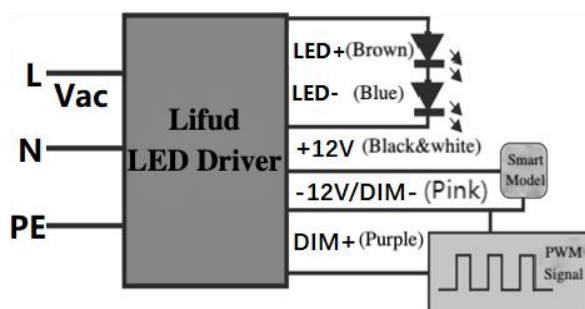 L
Vac
N
PE
Lifud
LED Driver
LED+(Brown)
LED- (Blue)
+12V (Black&white)
-12V/DIM- (Pink)
DIM+ (Purple)
Smart
Model
PWM
Signal